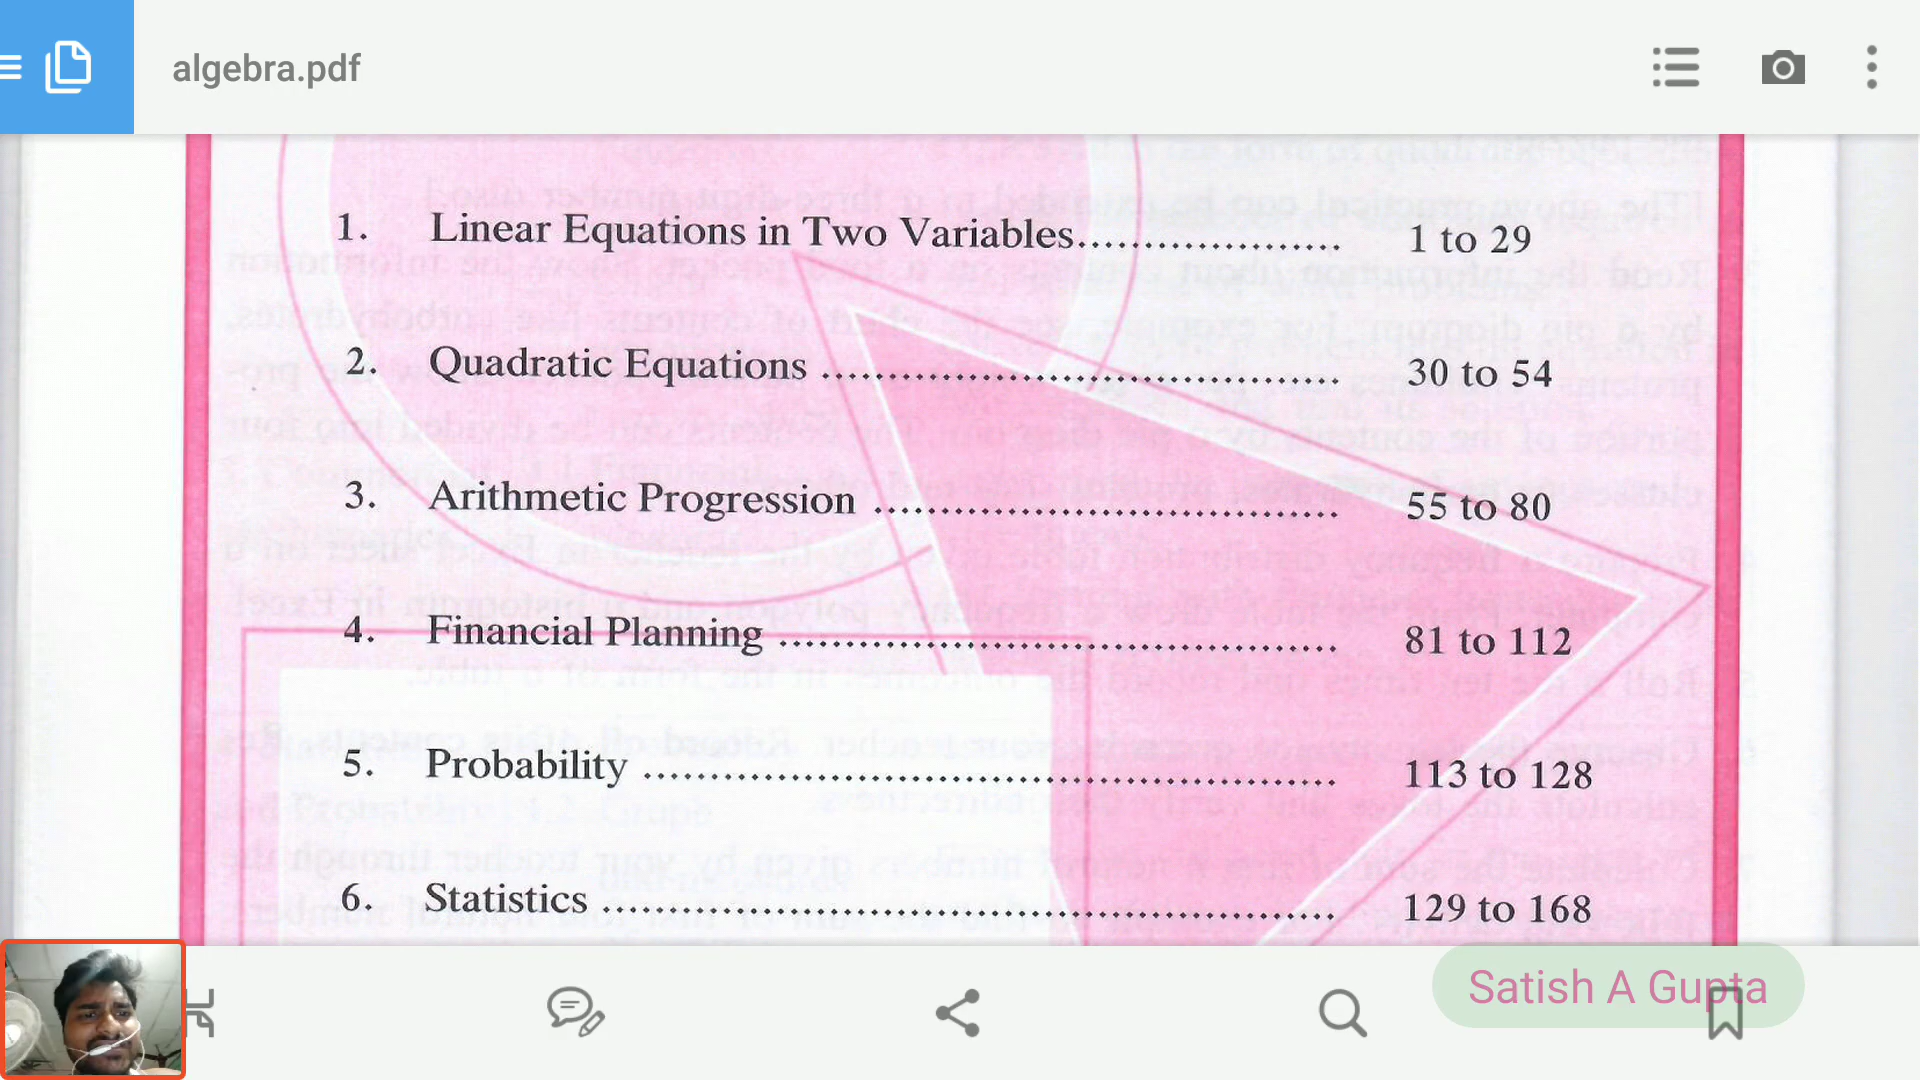 algebra.pdf
1. Linear Equations in Two Variables.................... 1 to 29
2. Quadratic Equations ....................................... 30 to 54
3. Arithmetic Progression ................................... 55 to 80
4. Financial Planning .......................................... 81 to 112
5. Probability .................................................... 113 to 128
6. Statistics ........................................................ 129 to 168
Satish A Gupta